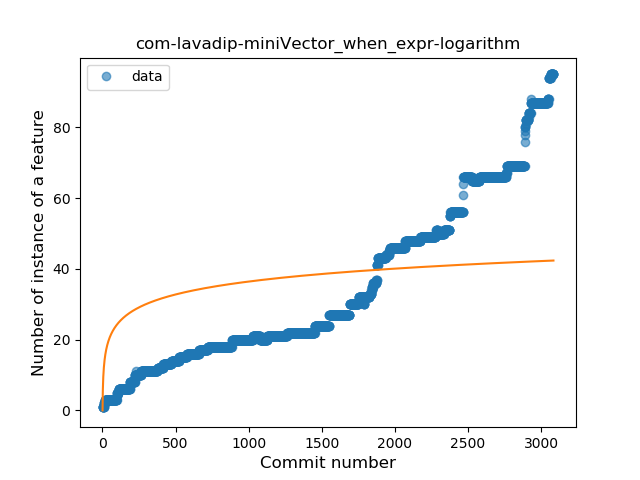 com-lavadip-miniVector_when_expr-logarithm
data
Number of instance of a feature
80
60
40
20
0
0 500 1000 1500 2000 2500 3000
Commit number